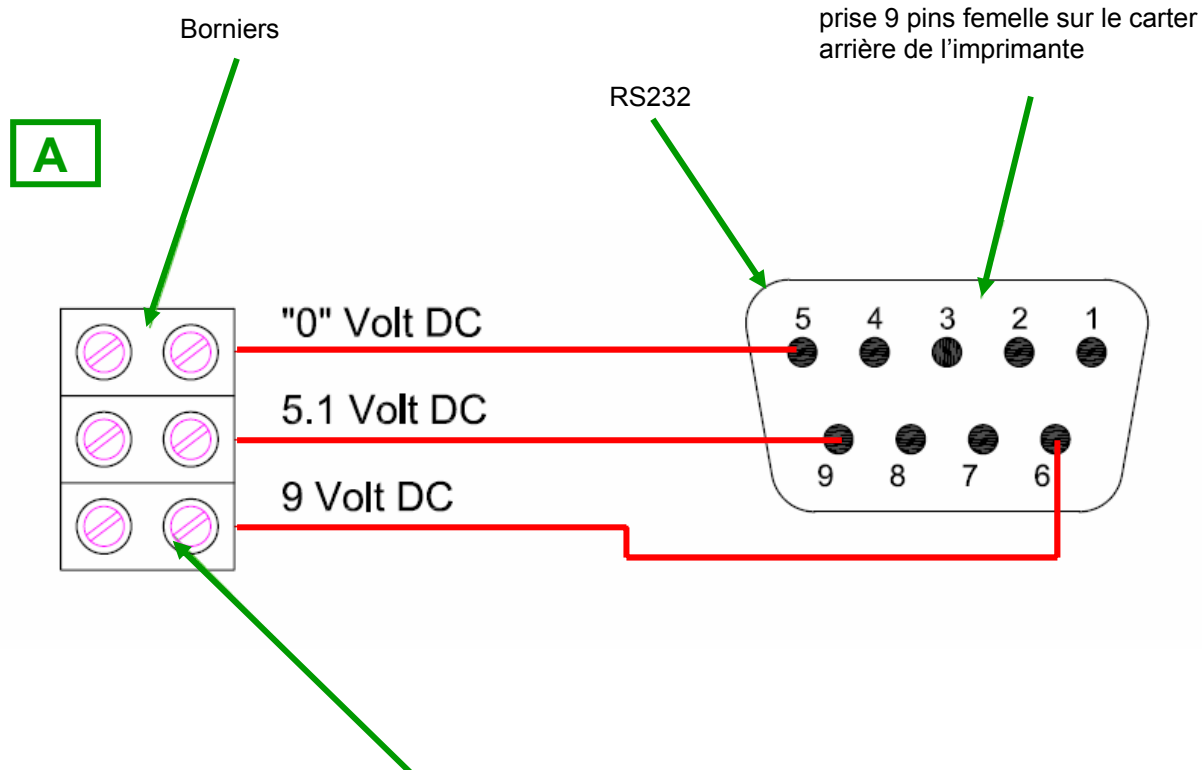 prise 9 pins femelle sur le carter
arrière de l'imprimante
Borniers
RS232
A
"0" Volt DC
5 4 3 2 1
5.1 Volt DC
9 8 7 6
9 Volt DC